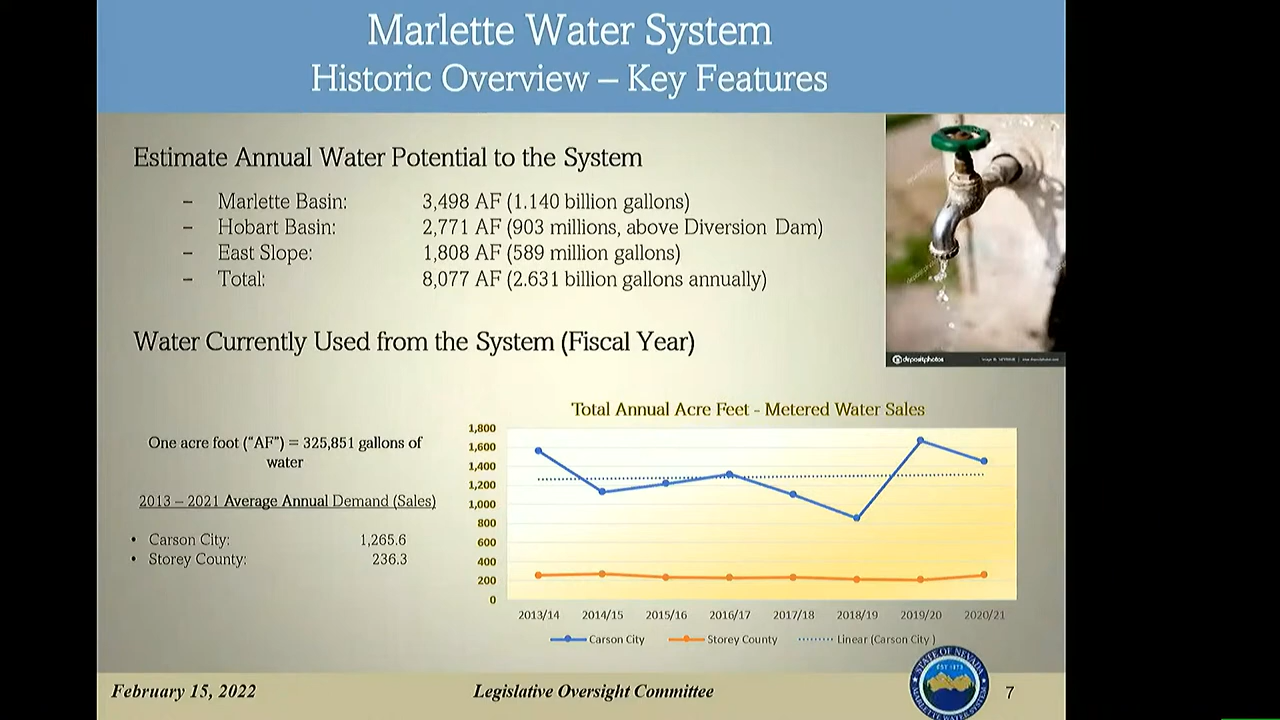 Marlette Water System
Historic Overview – Key Features
Estimate Annual Water Potential to the System
– Marlette Basin: 3,498 AF (1.140 billion gallons)
– Hobart Basin: 2,771 AF (903 millions, above Diversion Dam)
– East Slope: 1,808 AF (589 million gallons)
– Total: 8,077 AF (2.631 billion gallons annually)
depositphotos
Water Currently Used from the System (Fiscal Year)
One acre foot ("AF") = 325,851 gallons of
water
2013 – 2021 Average Annual Demand (Sales)
• Carson City: 1,265.6
• Storey County: 236.3
Total Annual Acre Feet - Metered Water Sales
1,800
1,600
1,400
1,200
1,000
800
600
400
200
0
2013/14 2014/15 2015/16 2016/17 2017/18 2018/19 2019/20 2020/21
Carson City Storey County Linear (Carson City )
February 15, 2022 Legislative Oversight Committee 7
STATE OF NEVADA
MARLETTE WATER SYSTEM